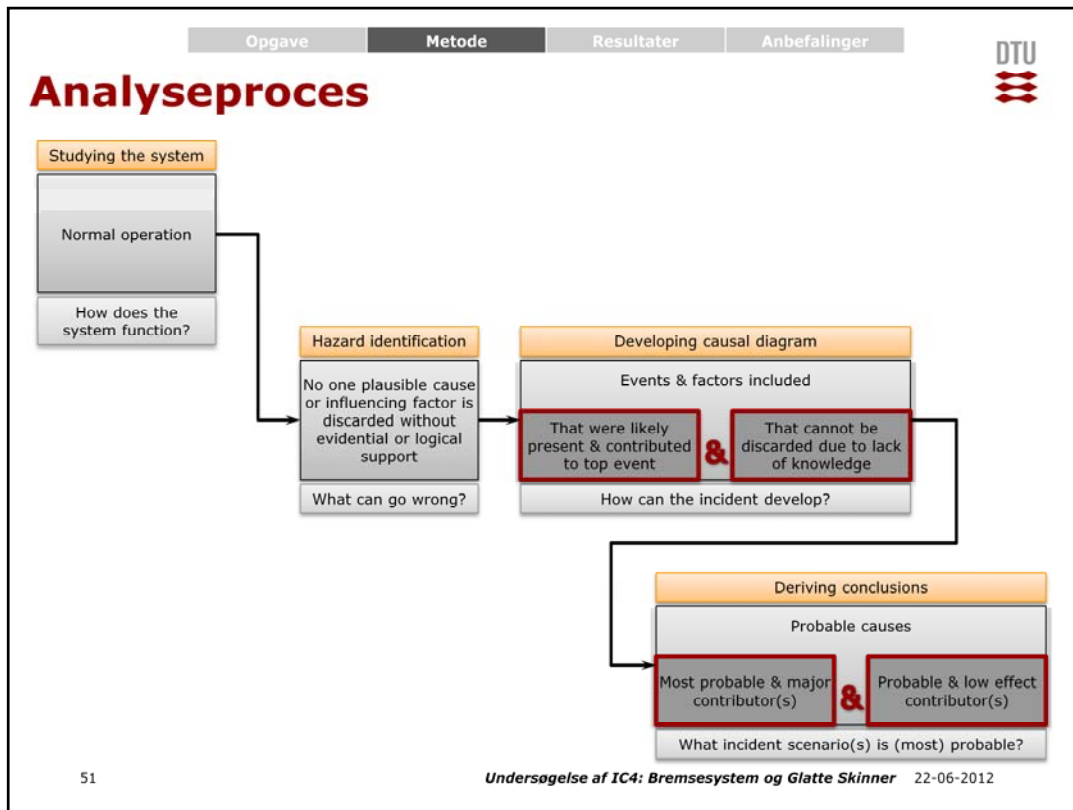 Opgave Metode Resultater Anbefalinger
DTU
Analyseproces
Studying the system
Normal operation
How does the
system function?
Hazard identification
No one plausible cause
or influencing factor is
discarded without
evidential or logical
support
What can go wrong?
Developing causal diagram
Events & factors included
That were likely
present & contributed
to top event
&
That cannot be
discarded due to lack
of knowledge
How can the incident develop?
Deriving conclusions
Probable causes
Most probable & major
contributor(s)
&
Probable & low effect
contributor(s)
What incident scenario(s) is (most) probable?
51
Undersøgelse af IC4: Bremsesystem og Glatte Skinner 22-06-2012